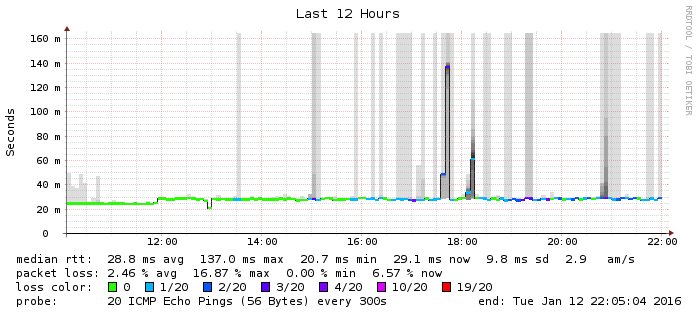 Last 12 Hours
RRDTOOL / TOBI OETIKER
Seconds
160 m
140 m
120 m
100 m
80 m
60 m
40 m
20 m
0
12:00 14:00 16:00 18:00 20:00 22:00
median rtt: 28.8 ms avg 137.0 ms max 20.7 ms min 29.1 ms now 9.8 ms sd 2.9 am/s
packet loss: 2.46 % avg 16.87 % max 0.00 % min 6.57 % now
loss color: 0 1/20 2/20 3/20 4/20 10/20 19/20
probe: 20 ICMP Echo Pings (56 Bytes) every 300s end: Tue Jan 12 22:05:04 2016